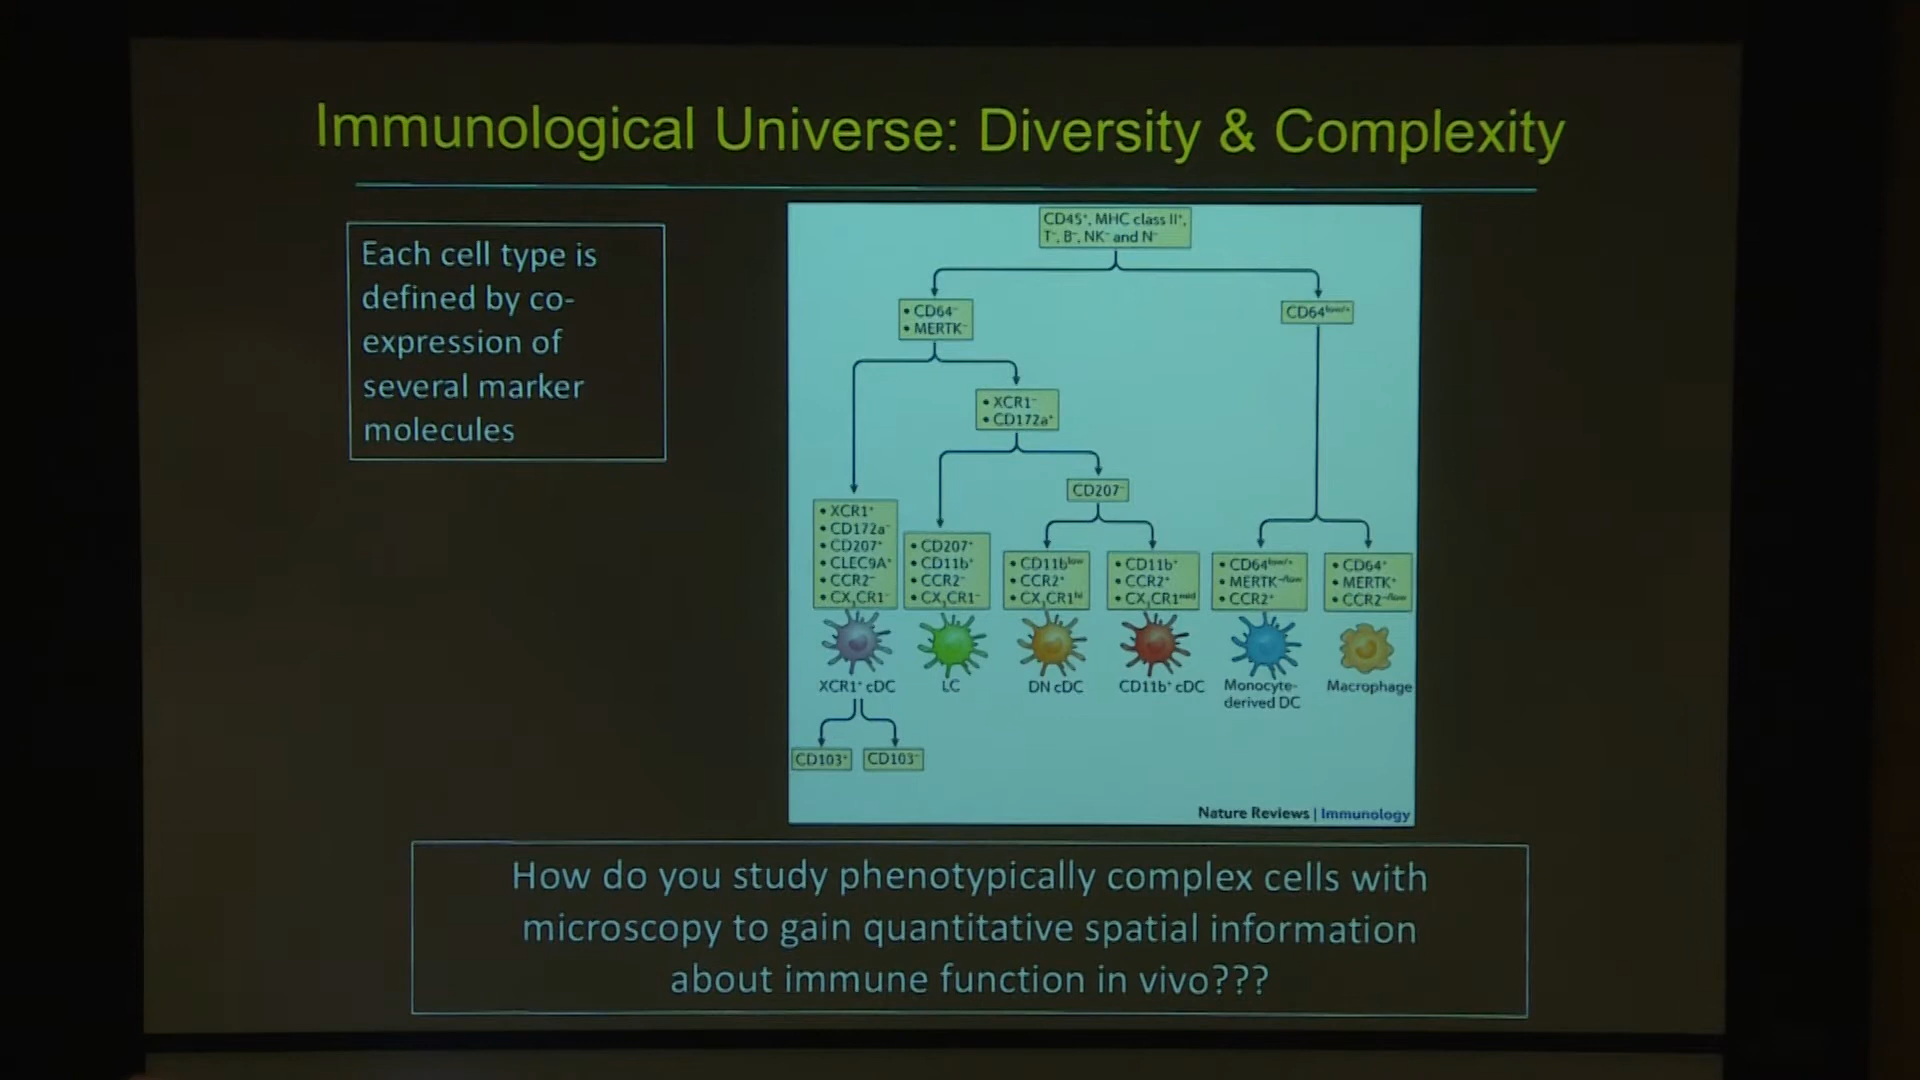 Immunological Universe: Diversity & Complexity
Each cell type is
defined by co-
expression of
several marker
molecules
CD45⁺, MHC class II⁺,
T⁻, B⁻, NK⁻ and N⁻
• CD64⁻
• MERTK⁻
CD64ˡᵒʷ/⁺
• XCR1⁻
• CD172a⁺
CD207⁻
• XCR1⁺
• CD172a⁻
• CD207⁺
• CLEC9A⁺
• CCR2⁻
• CX₃CR1⁻
• CD207⁺
• CD11b⁺
• CCR2⁻
• CX₃CR1⁻
• CD11bˡᵒʷ
• CCR2⁺
• CX₃CR1ʰⁱ
• CD11b⁺
• CCR2⁺
• CX₃CR1ᵐᵉᵈ
• CD64ˡᵒʷ/⁺
• MERTK⁻/ˡᵒʷ
• CCR2⁺
• CD64⁺
• MERTK⁺
• CCR2⁻/ˡᵒʷ
XCR1⁺ cDC
LC
DN cDC
CD11b⁺ cDC
Monocyte-
derived DC
Macrophage
CD103⁺
CD103⁻
Nature Reviews | Immunology
How do you study phenotypically complex cells with
microscopy to gain quantitative spatial information
about immune function in vivo???